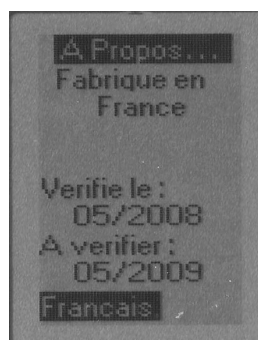 A Propos...
Fabrique en
France
Verifie le :
05/2008
A verifier :
05/2009
Francais